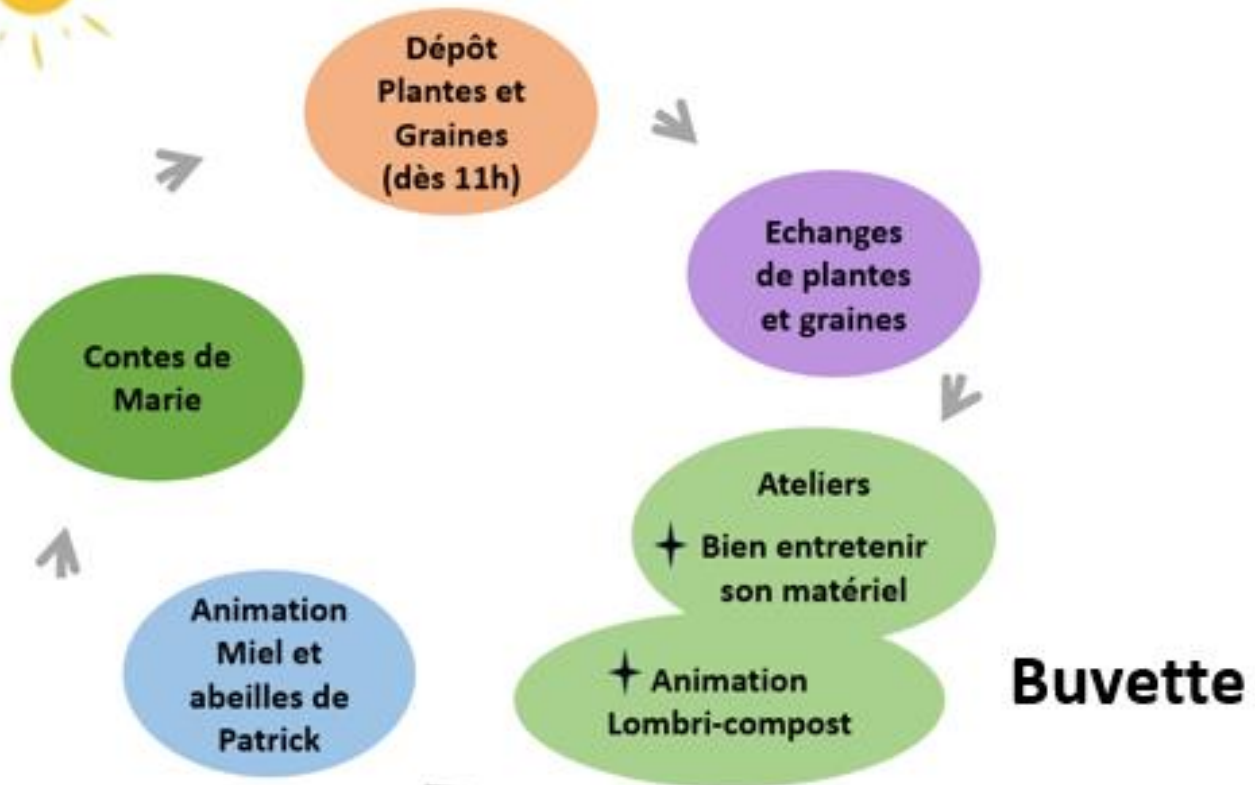 Dépôt
Plantes et
Graines
(dès 11h)
Echanges
de plantes
et graines
Ateliers
Bien entretenir
son matériel
Animation
Lombri-compost
Buvette
Animation
Miel et
abeilles de
Patrick
Contes de
Marie